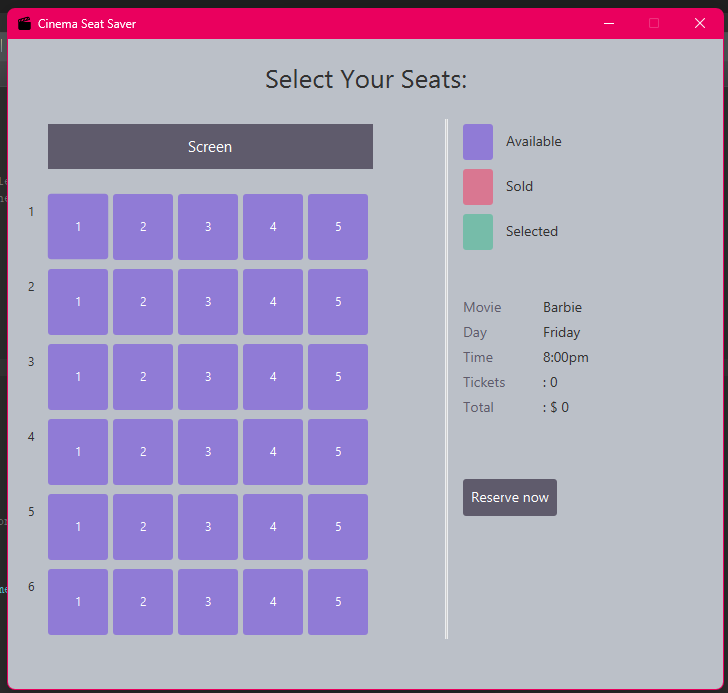 Cinema Seat Saver
Select Your Seats:
Screen
1 1 2 3 4 5
2 1 2 3 4 5
3 1 2 3 4 5
4 1 2 3 4 5
5 1 2 3 4 5
6 1 2 3 4 5
Available
Sold
Selected
Movie Barbie
Day Friday
Time 8:00pm
Tickets : 0
Total : $ 0
Reserve now